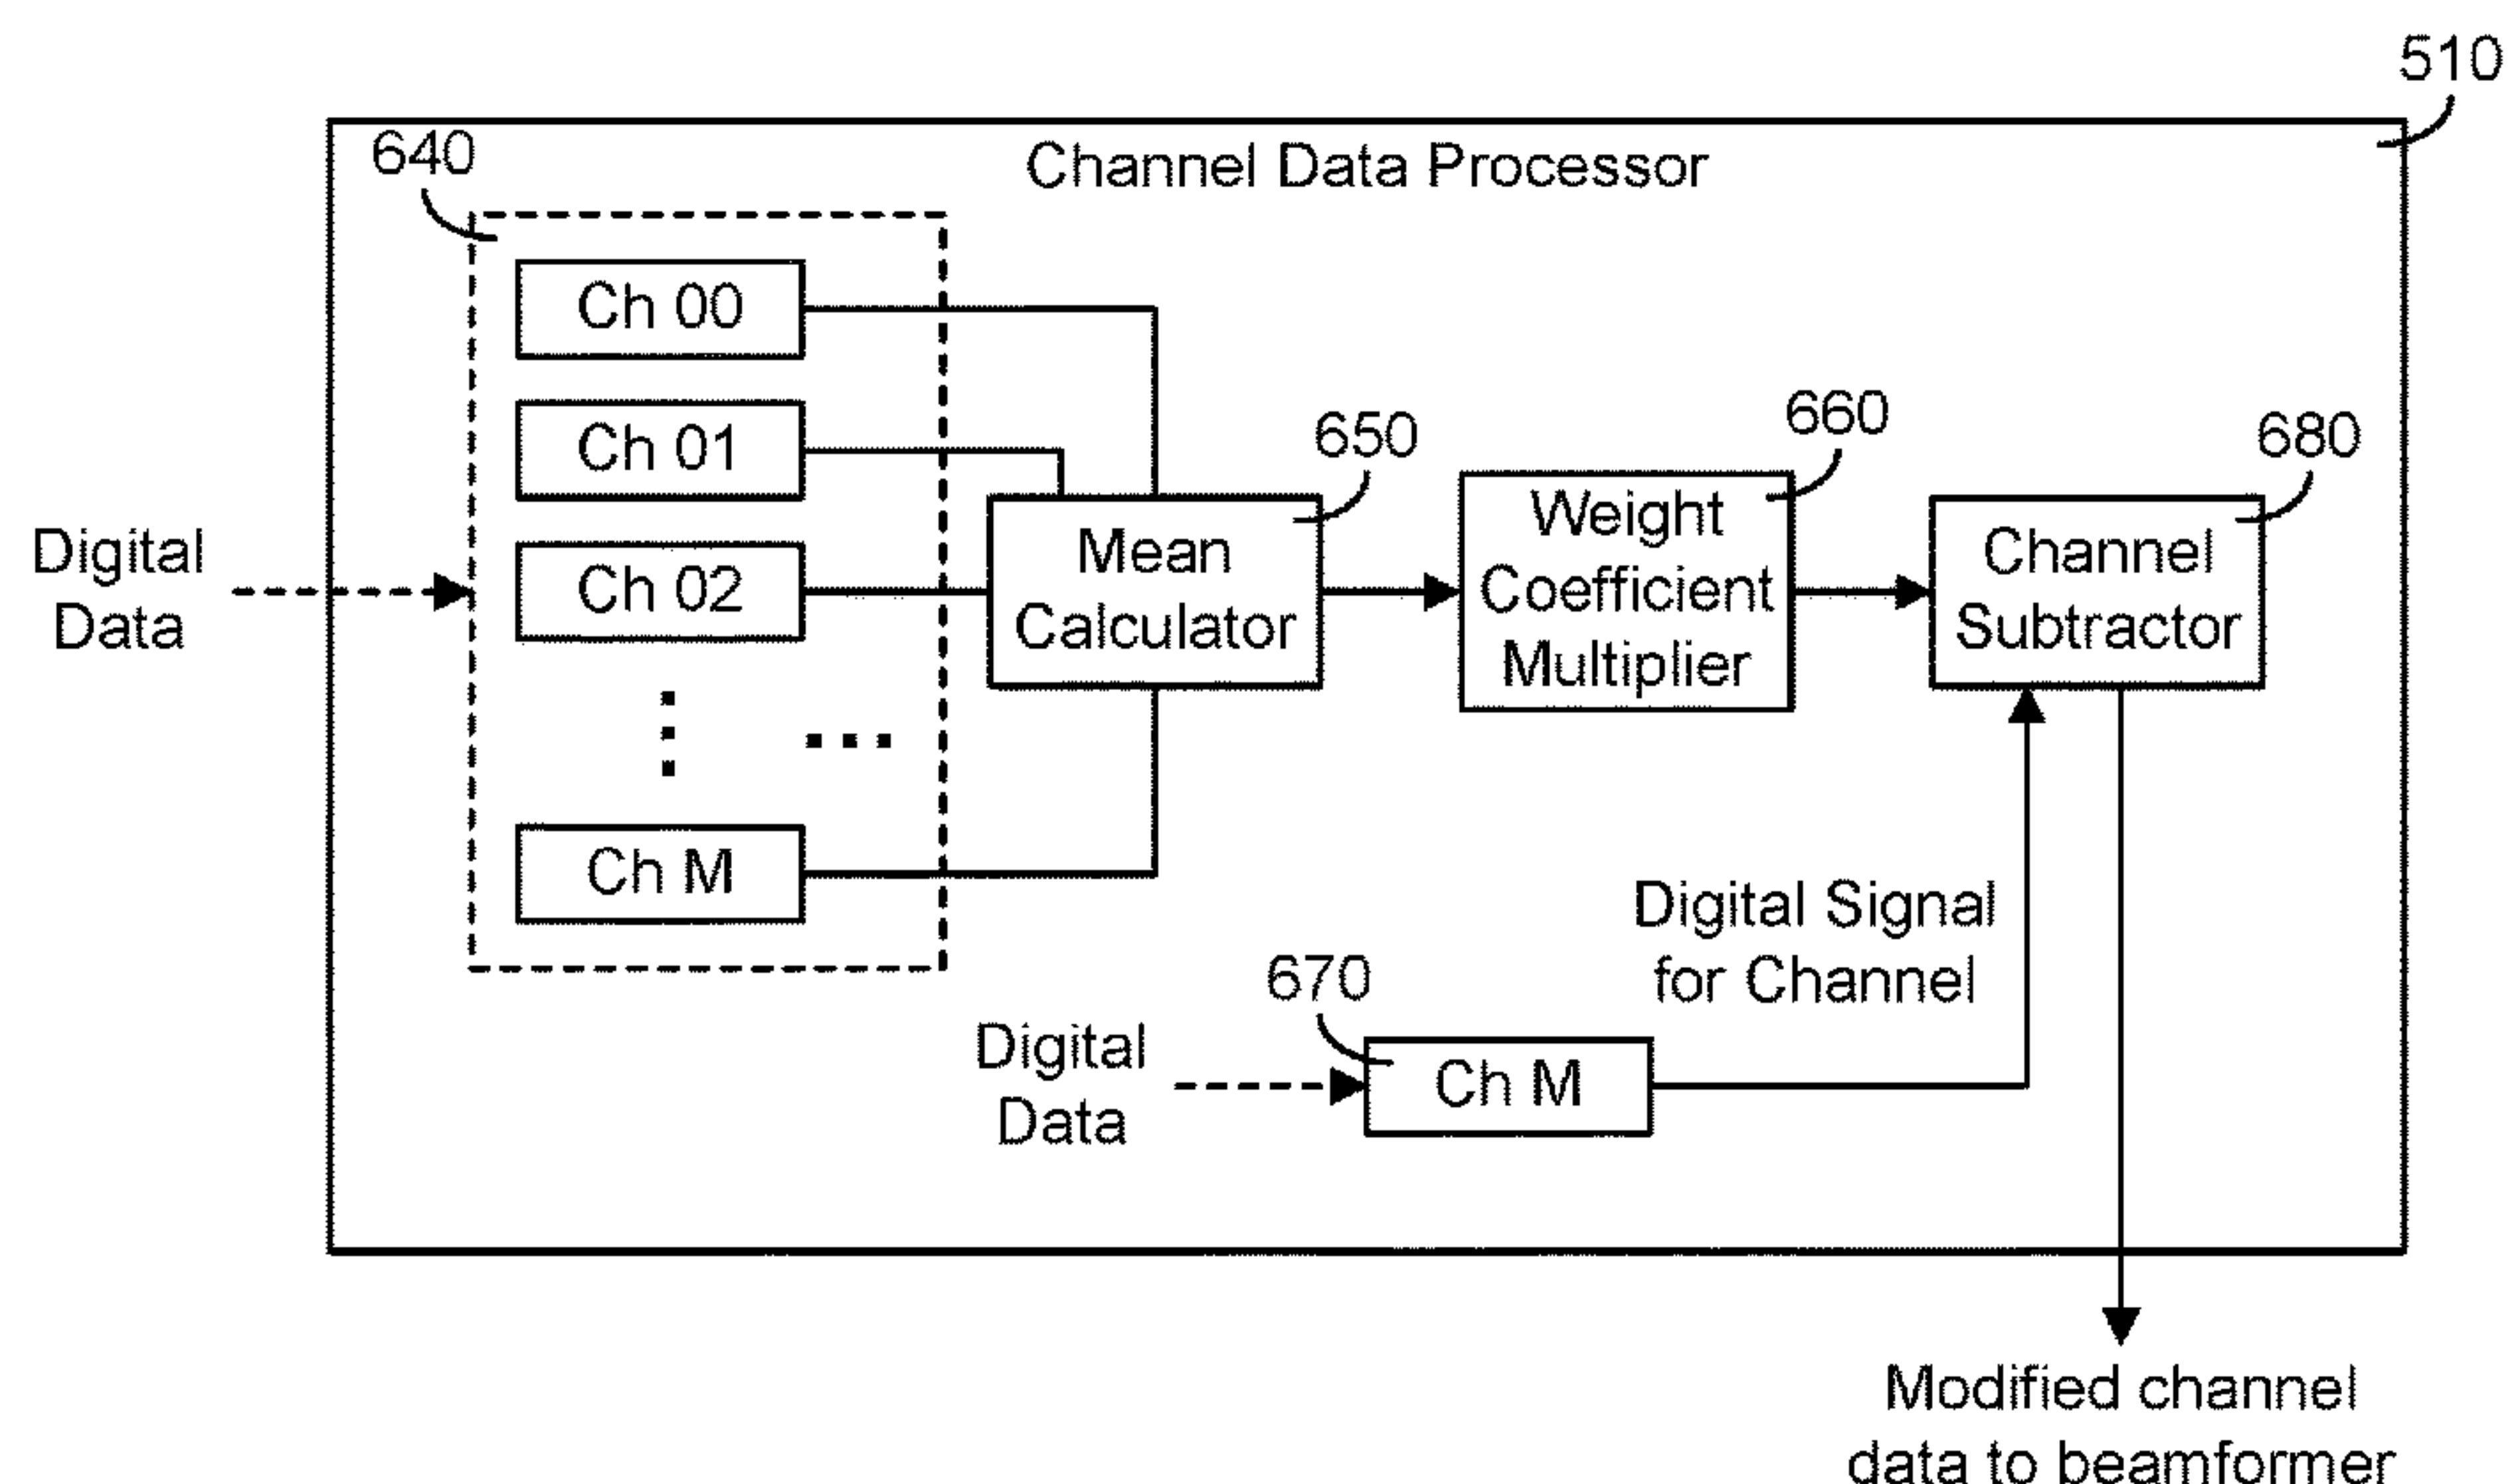 510
640
Channel Data Processor
Ch 00
Ch 01
650
660
680
Digital
Data
Ch 02
Mean
Calculator
Weight
Coefficient
Multiplier
Channel
Subtractor
Ch M
Digital Signal
for Channel
670
Digital
Data
Ch M
Modified channel
data to beamformer